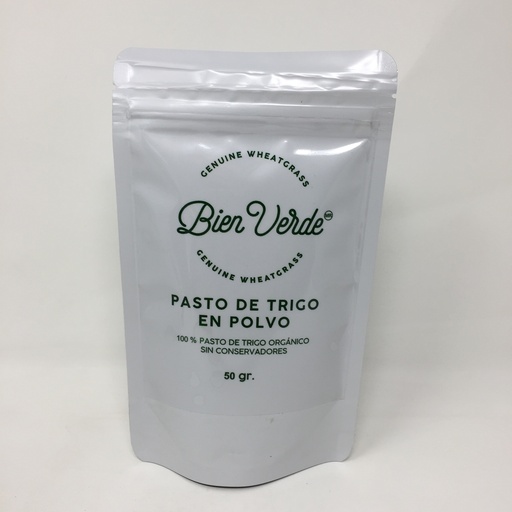 GENUINE WHEATGRASS
Bien Verde MR
GENUINE WHEATGRASS
PASTO DE TRIGO
EN POLVO
100 % PASTO DE TRIGO ORGÁNICO
SIN CONSERVADORES
50 gr.